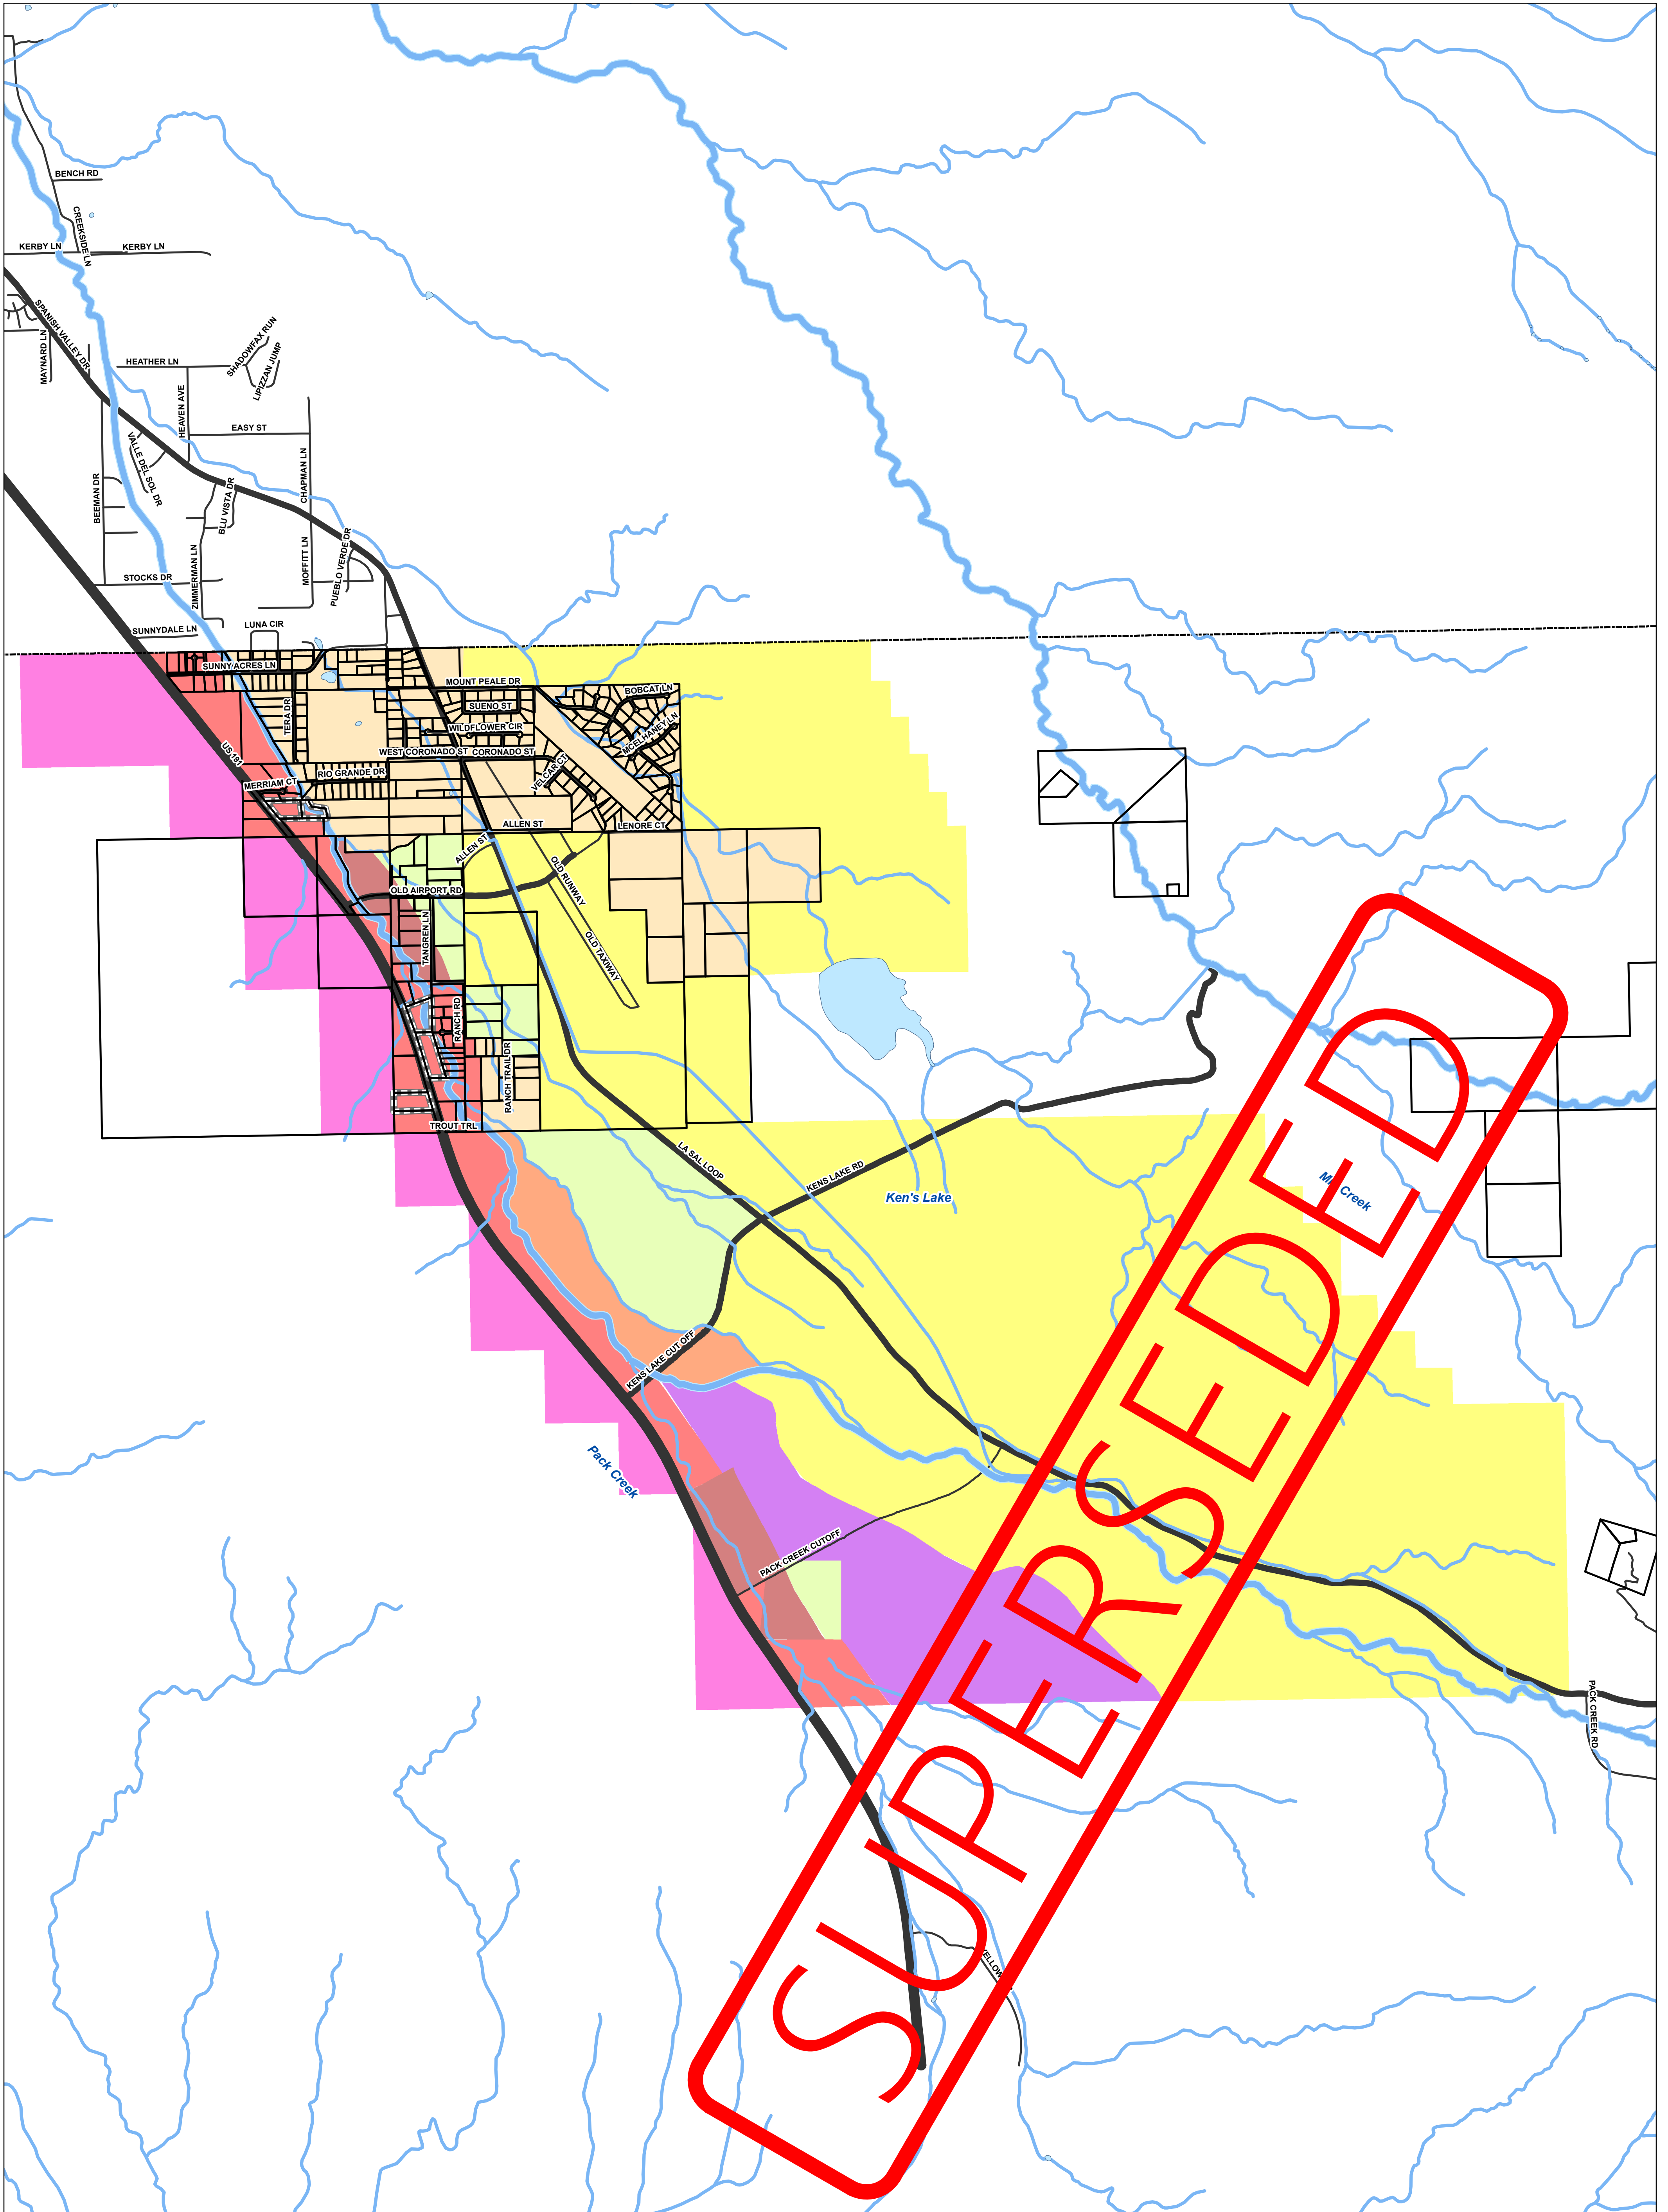 BENCH RD
CREEKSIDE LN
KERBY LN
KERBY LN
SPANISH VALLEY DR
MAYNARD LN
HEATHER LN
SHADOWFAX RUN
LIPIZZAN JUMP
HEAVEN AVE
EASY ST
VALLE DEL SOL DR
BEEMAN DR
BLU VISTA DR
CHAPMAN LN
STOCKS DR
ZIMMERMAN LN
MOFFITT LN
PUEBLO VERDE DR
SUNNYDALE LN
LUNA CIR
SUNNY ACRES LN
MOUNT PEALE DR
BOBCAT LN
SUENO ST
TERA DR
WILDFLOWER CIR
MCELHANEY LN
US 191
WEST CORONADO ST
CORONADO ST
RIO GRANDE DR
VELCAR CT
MERRIAM CT
ALLEN ST
LENORE CT
ALLEN ST
OLD RUNWAY
OLD AIRPORT RD
TANGREN LN
OLD TAXIWAY
RANCH RD
RANCH TRAIL DR
TROUT TRL
LA SAL LOOP
KENS LAKE RD
Ken's Lake
KENS LAKE CUT OFF
Pack Creek
PACK CREEK CUTOFF
PACK CREEK RD
SUPERSEDED